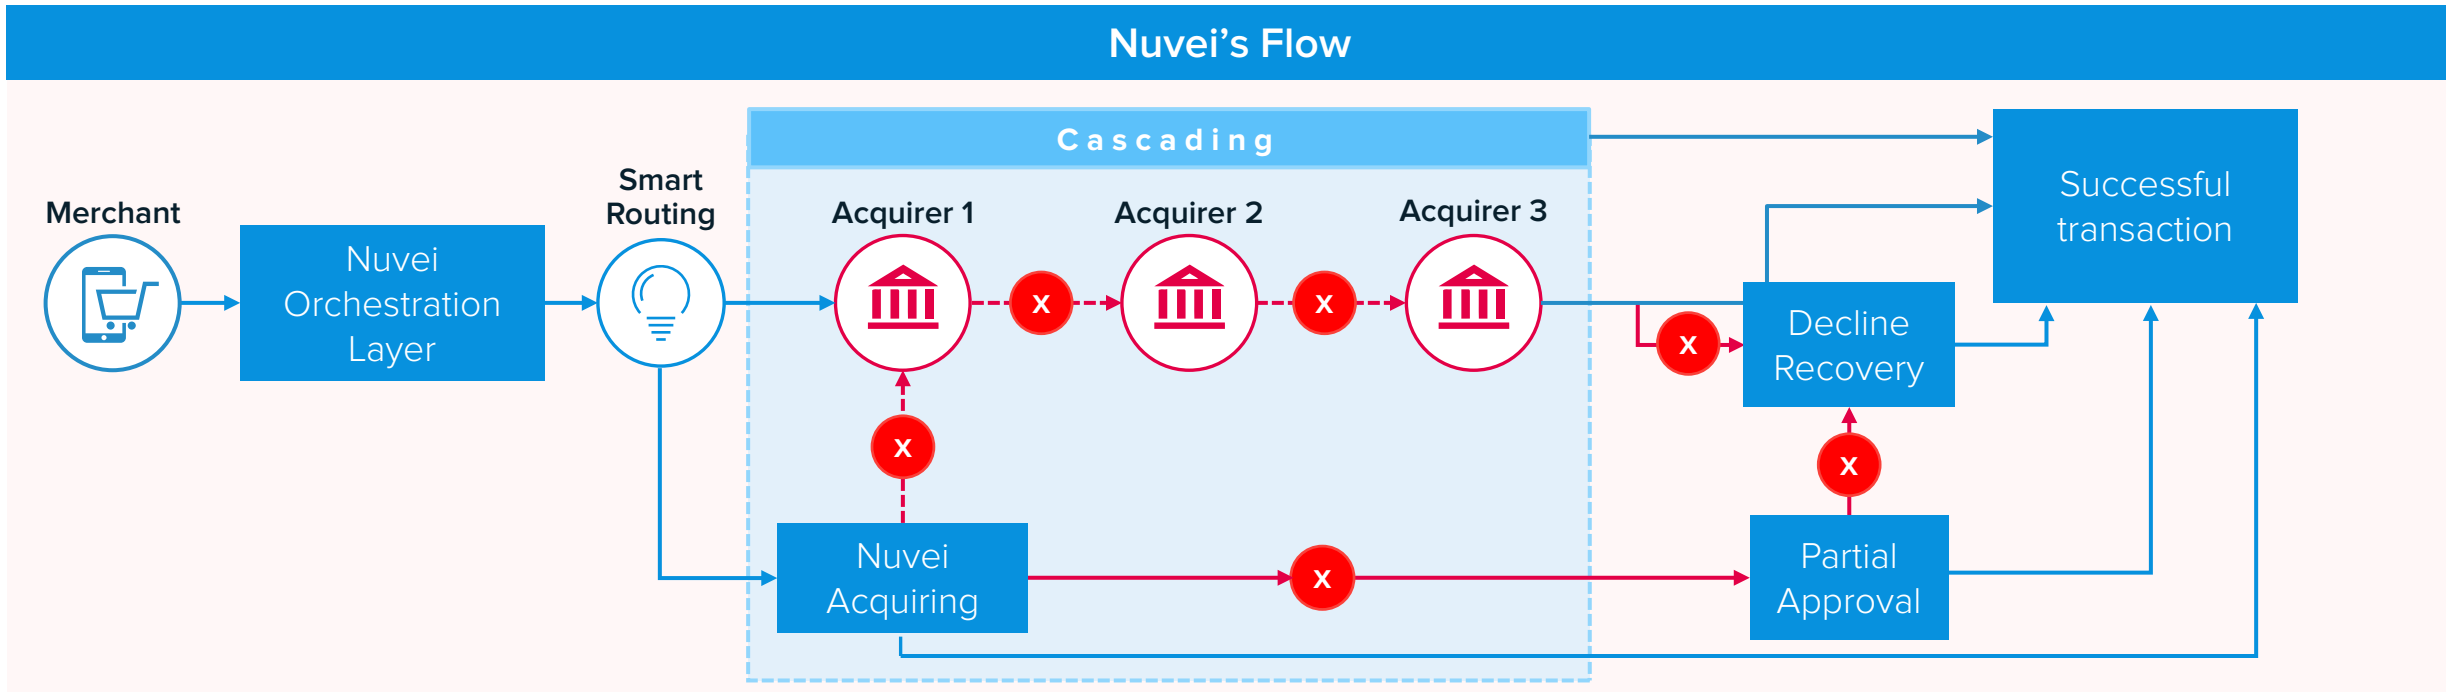 Nuvei’s Flow
Cascading
Merchant
Nuvei
Orchestration
Layer
Smart
Routing
Acquirer 1
X
Acquirer 2
X
Acquirer 3
X
Decline
Recovery
Successful
transaction
X
X
Nuvei
Acquiring
X
Partial
Approval